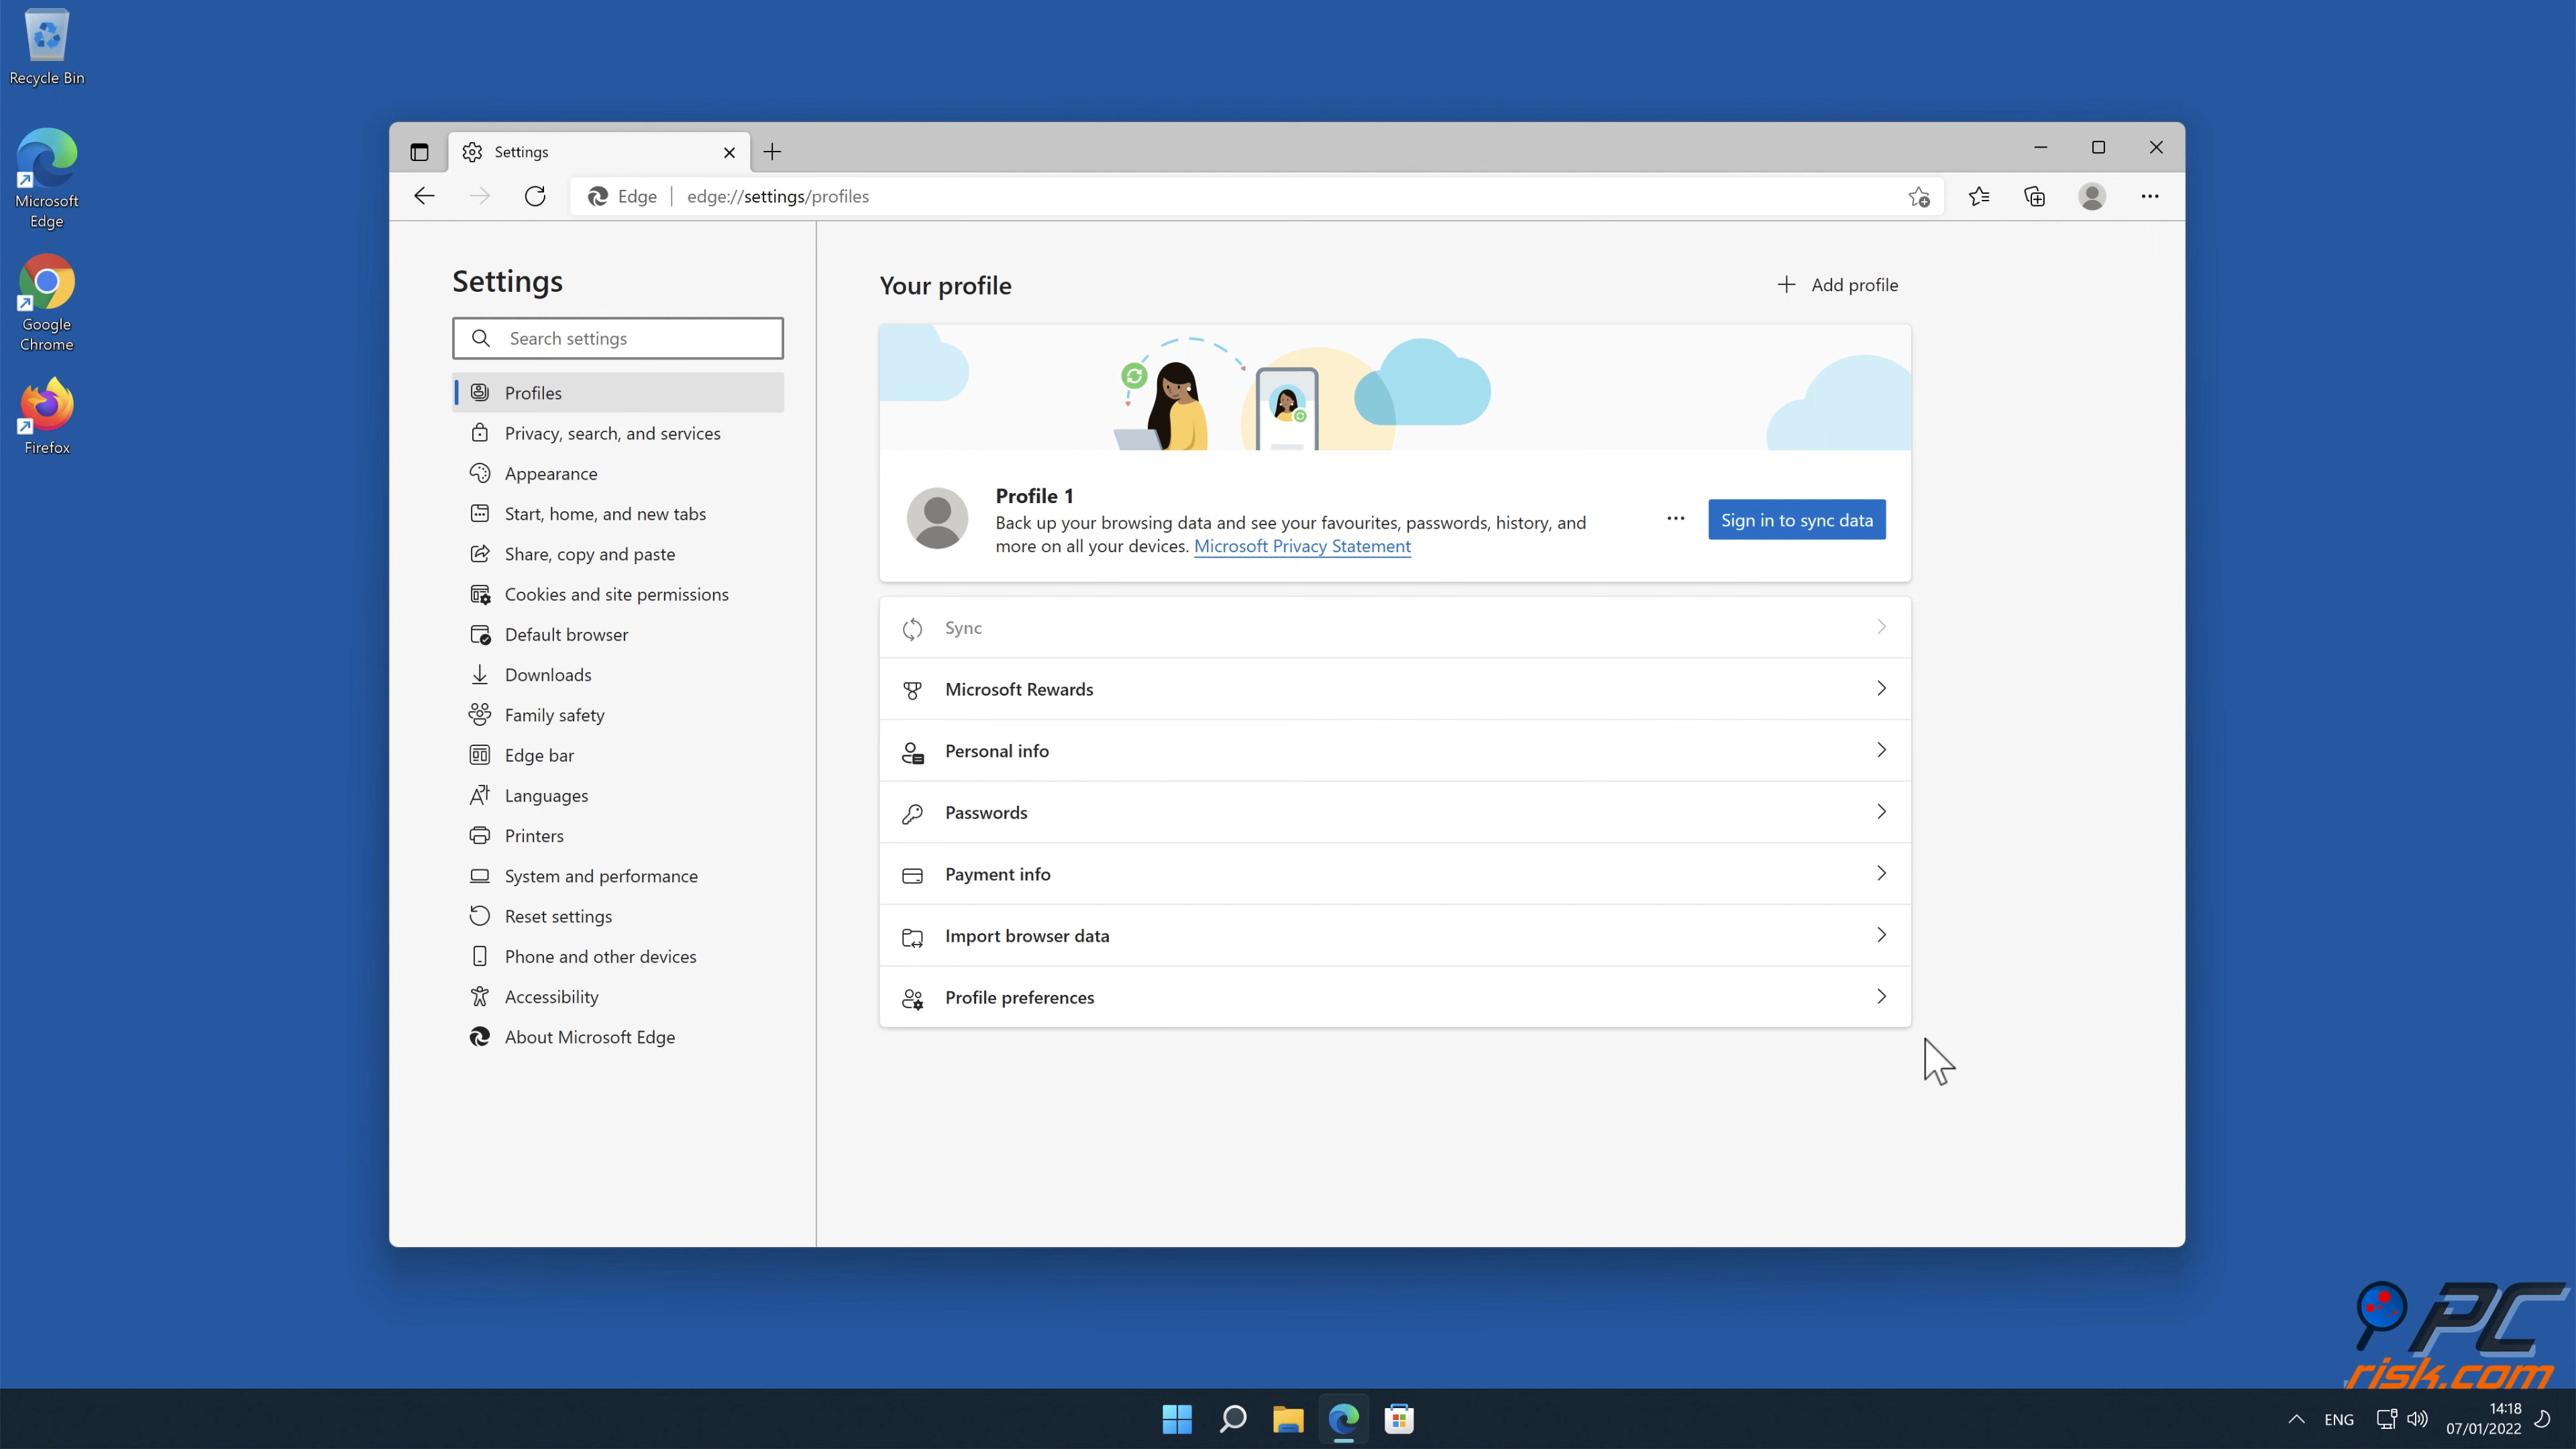 Recycle Bin
Microsoft
Edge
Google
Chrome
Firefox
Settings
Edge
edge://settings/profiles
Settings
Search settings
Profiles
Privacy, search, and services
Appearance
Start, home, and new tabs
Share, copy and paste
Cookies and site permissions
Default browser
Downloads
Family safety
Edge bar
Languages
Printers
System and performance
Reset settings
Phone and other devices
Accessibility
About Microsoft Edge
Your profile
Add profile
Profile 1
Back up your browsing data and see your favourites, passwords, history, and
more on all your devices. Microsoft Privacy Statement
Sign in to sync data
Sync
Microsoft Rewards
Personal info
Passwords
Payment info
Import browser data
Profile preferences
PC
risk.com
ENG
14:18
07/01/2022